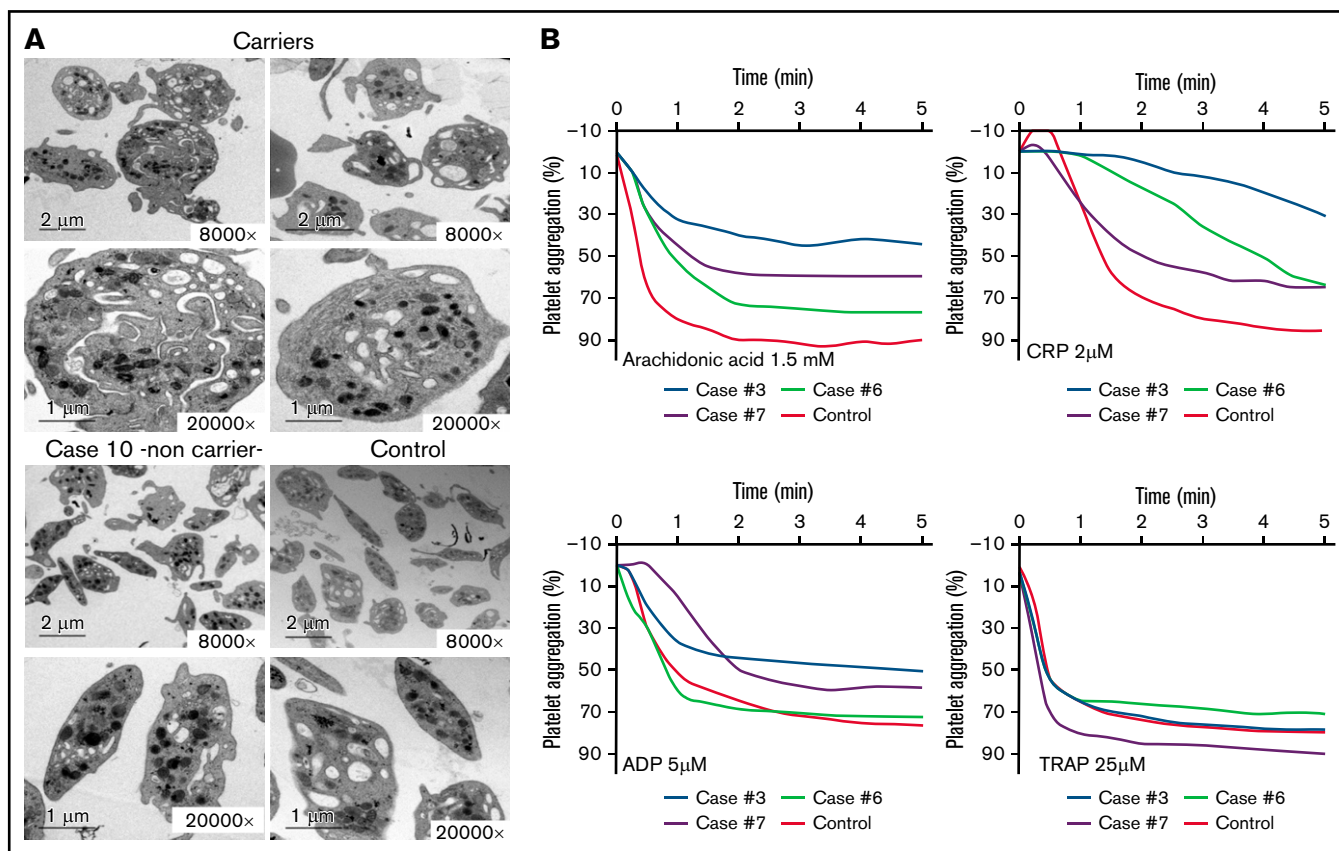 A
Carriers
2 µm
8000×
2 µm
8000×
1 µm
20000×
1 µm
20000×
Case 10 -non carrier-
Control
2 µm
8000×
2 µm
8000×
1 µm
20000×
1 µm
20000×
B
Time (min)
0 1 2 3 4 5
−10
10
30
50
70
90
Platelet aggregation (%)
Arachidonic acid 1.5 mM
Case #3 Case #6
Case #7 Control
Time (min)
0 1 2 3 4 5
−10
10
30
50
70
90
Platelet aggregation (%)
CRP 2µM
Case #3 Case #6
Case #7 Control
Time (min)
0 1 2 3 4 5
−10
10
30
50
70
90
Platelet aggregation (%)
ADP 5µM
Case #3 Case #6
Case #7 Control
Time (min)
0 1 2 3 4 5
−10
10
30
50
70
90
Platelet aggregation (%)
TRAP 25µM
Case #3 Case #6
Case #7 Control